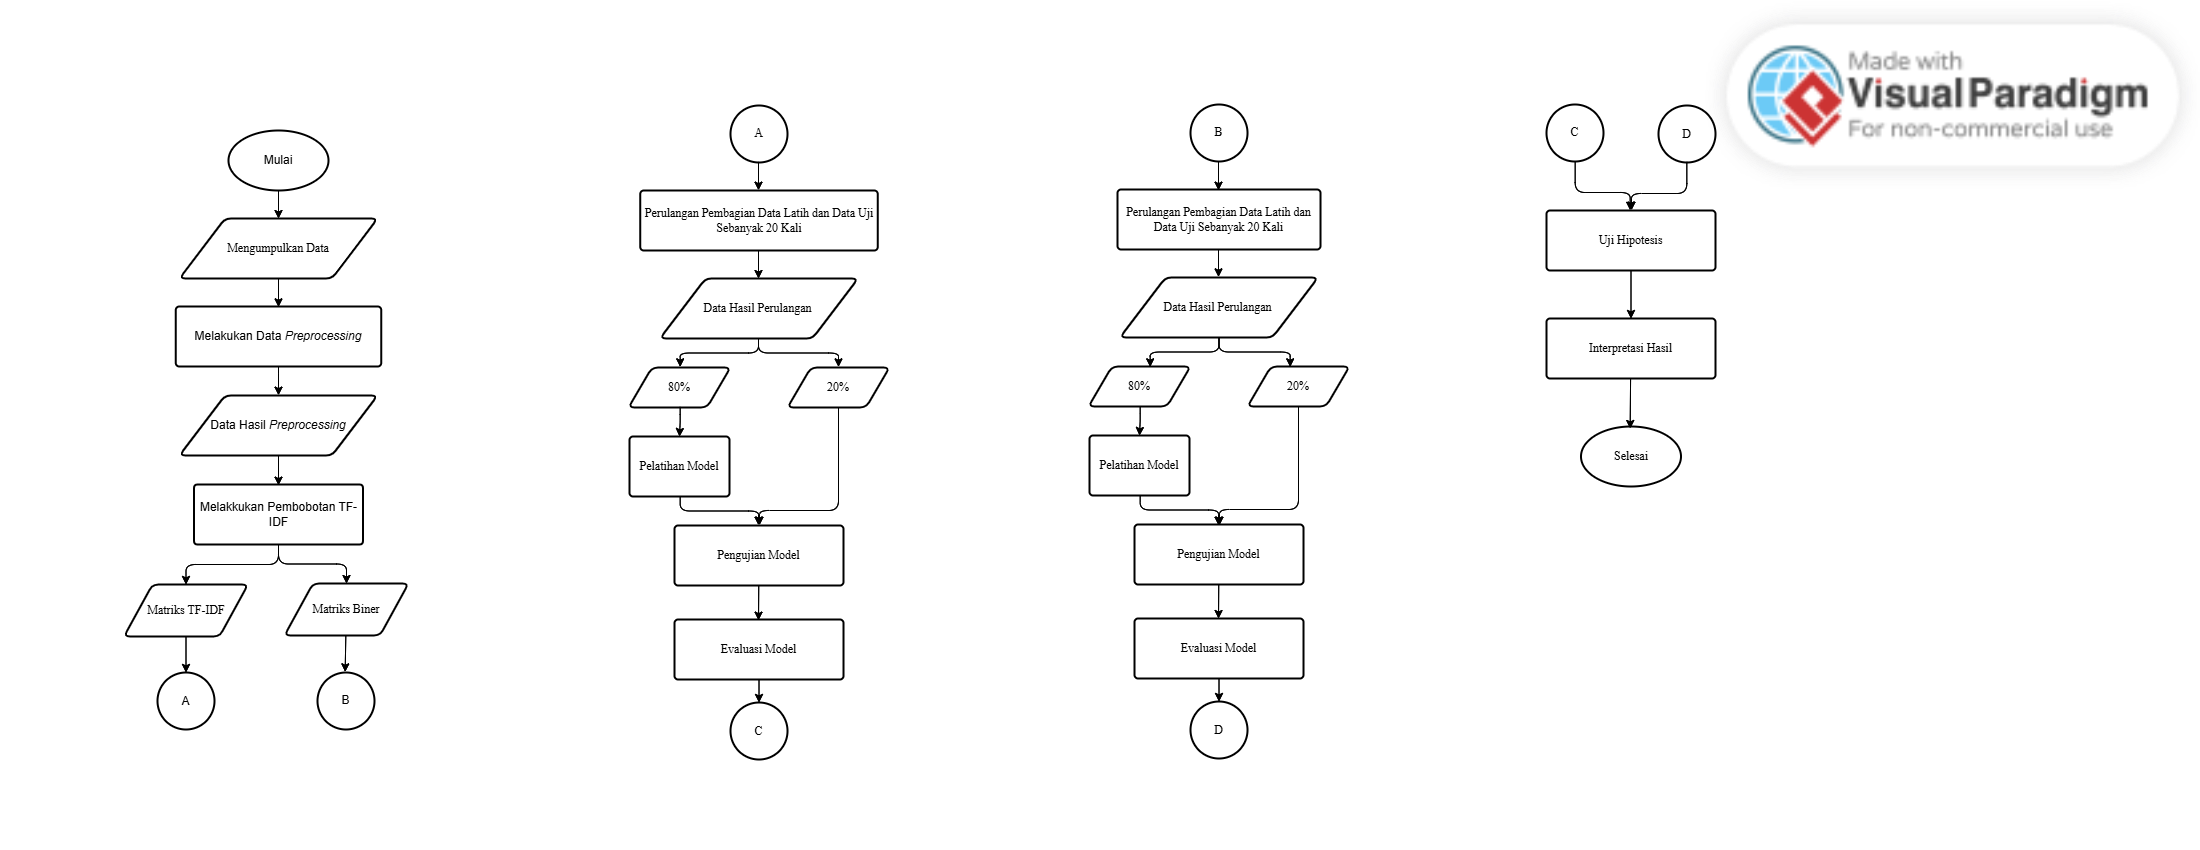 Mulai
Mengumpulkan Data
Melakukan Data Preprocessing
Data Hasil Preprocessing
Melakkukan Pembobotan TF-
IDF
Matriks TF-IDF
Matriks Biner
A
B
A
Perulangan Pembagian Data Latih dan Data Uji
Sebanyak 20 Kali
Data Hasil Perulangan
80%
20%
Pelatihan Model
Pengujian Model
Evaluasi Model
C
B
Perulangan Pembagian Data Latih dan
Data Uji Sebanyak 20 Kali
Data Hasil Perulangan
80%
20%
Pelatihan Model
Pengujian Model
Evaluasi Model
D
C
D
Uji Hipotesis
Interpretasi Hasil
Selesai
Made with
Visual Paradigm
For non-commercial use